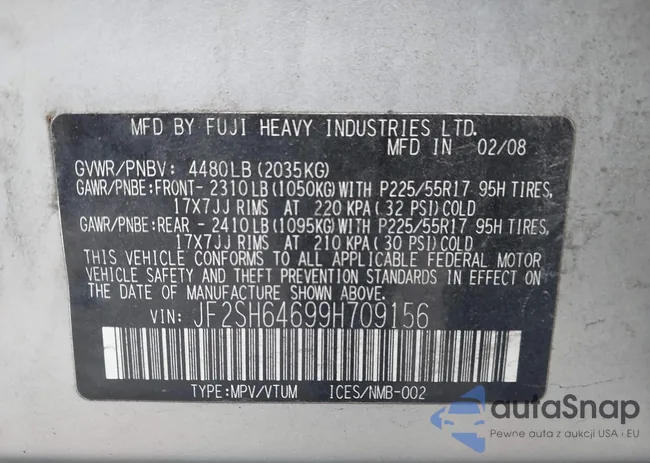 MFD BY FUJI HEAVY INDUSTRIES LTD.
MFD IN 02/08
GVWR/PNBV: 4480LB(2035KG)
GAWR/PNBE:FRONT-2310LB(1050KG)WITH P225/55R17 95H TIRES,
17X7JJ RIMS AT 220 KPA(32 PSI)COLD
GAWR/PNBE:REAR -2410LB(1095KG)WITH P225/55R17 95H TIRES,
17X7JJ RIMS AT 210 KPA(30 PSI)COLD
THIS VEHICLE CONFORMS TO ALL APPLICABLE FEDERAL MOTOR
VEHICLE SAFETY AND THEFT PREVENTION STANDARDS IN EFFECT ON
THE DATE OF MANUFACTURE SHOWN ABOVE.
VIN: JF2SH64699H709156
TYPE:MPV/VTUM ICES/NMB-002
autaSnap
Pewne auta z aukcji USA i EU